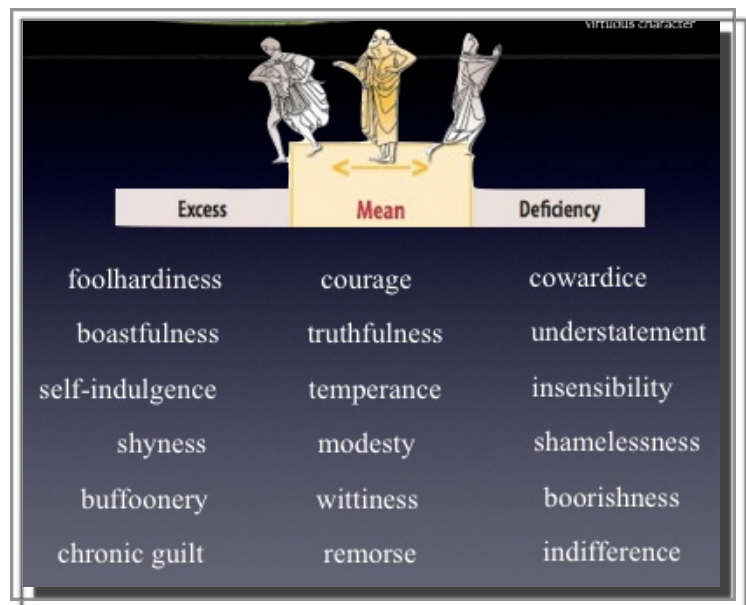 virtuous character
Excess Mean Deficiency
foolhardiness courage cowardice
boastfulness truthfulness understatement
self-indulgence temperance insensibility
shyness modesty shamelessness
buffoonery wittiness boorishness
chronic guilt remorse indifference